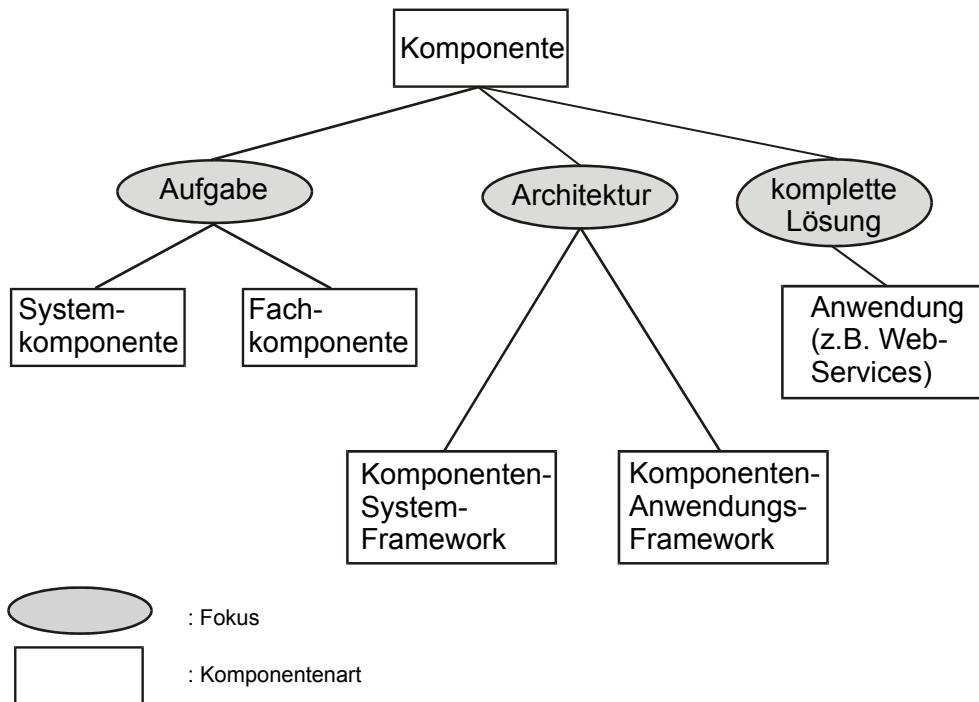 Komponente
Aufgabe
Architektur
komplette
Lösung
System-
komponente
Fach-
komponente
Anwendung
(z.B. Web-
Services)
Komponenten-
System-
Framework
Komponenten-
Anwendungs-
Framework
: Fokus
: Komponentenart